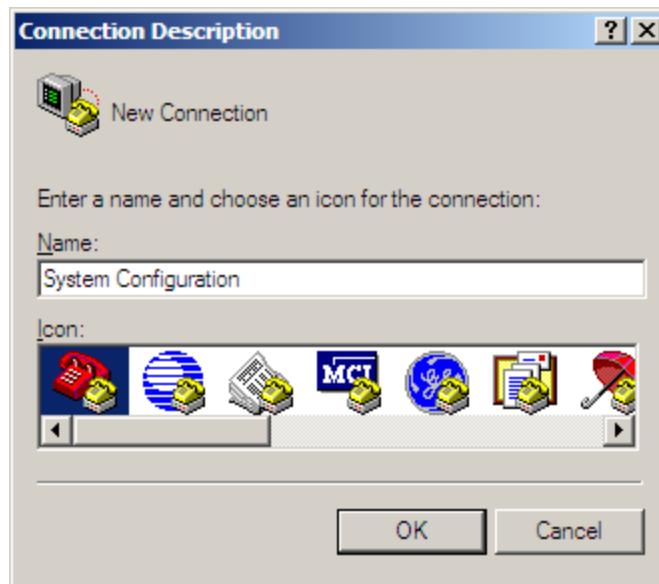 Connection Description
New Connection
Enter a name and choose an icon for the connection:
Name:
System Configuration
Icon:
MCI
OK Cancel